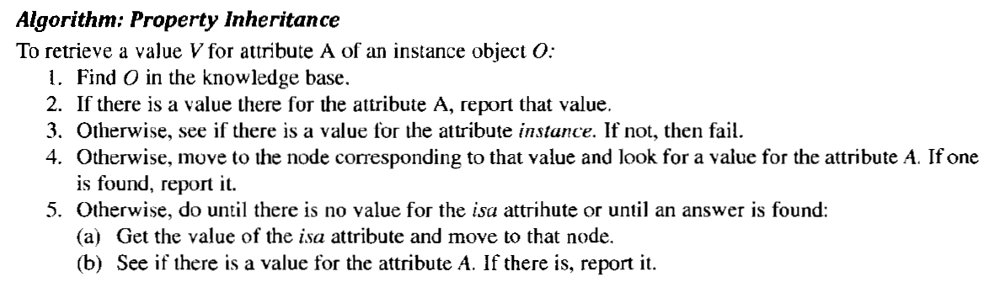 Algorithm: Property Inheritance
To retrieve a value V for attribute A of an instance object O:
1. Find O in the knowledge base.
2. If there is a value there for the attribute A, report that value.
3. Otherwise, see if there is a value for the attribute instance. If not, then fail.
4. Otherwise, move to the node corresponding to that value and look for a value for the attribute A. If one
is found, report it.
5. Otherwise, do until there is no value for the isa attrihute or until an answer is found:
(a) Get the value of the isa attribute and move to that node.
(b) See if there is a value for the attribute A. If there is, report it.